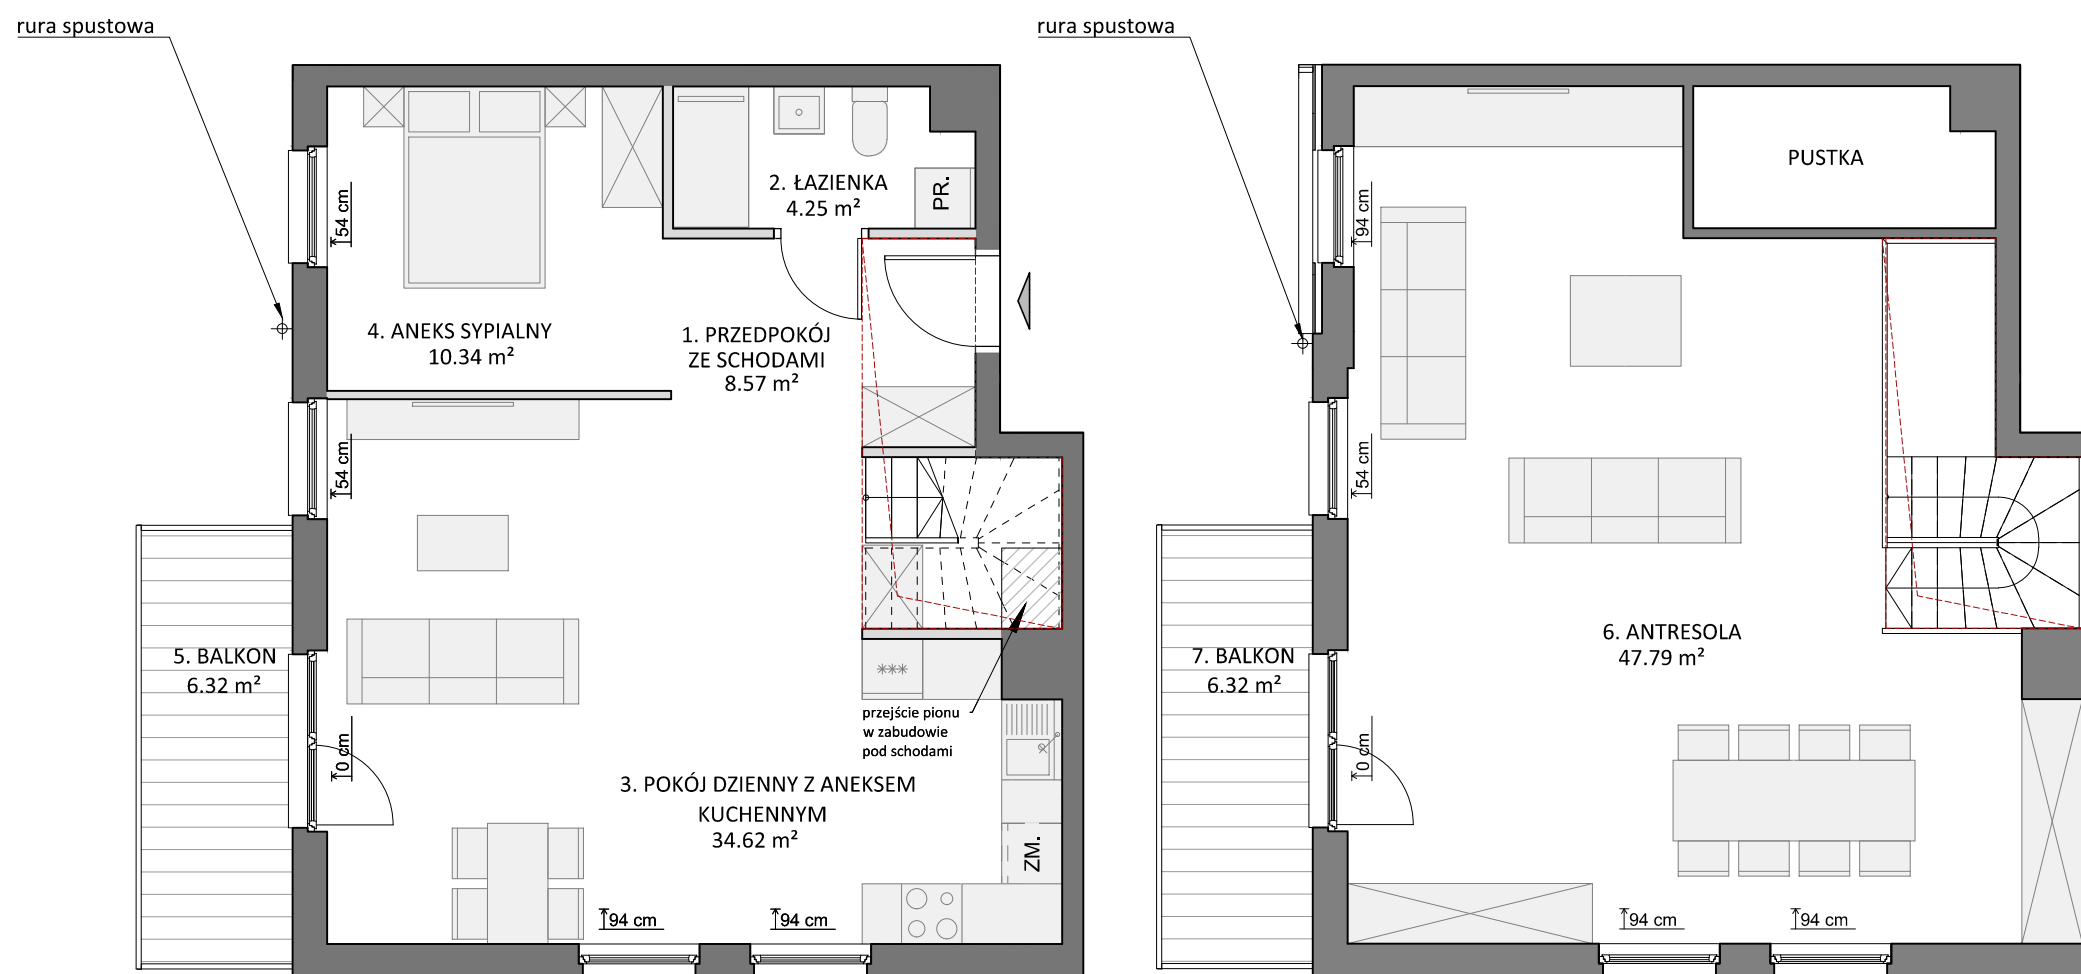 rura spustowa
2. ŁAZIENKA
4.25 m²
PR.
54 cm
4. ANEKS SYPIALNY
10.34 m²
1. PRZEDPOKÓJ
ZE SCHODAMI
8.57 m²
54 cm
5. BALKON
6.32 m²
0 cm
przejście pionu
w zabudowie
pod schodami
3. POKÓJ DZIENNY Z ANEKSEM
KUCHENNYM
34.62 m²
ZM.
94 cm
94 cm
rura spustowa
PUSTKA
94 cm
54 cm
6. ANTRESOLA
47.79 m²
7. BALKON
6.32 m²
0 cm
94 cm
94 cm